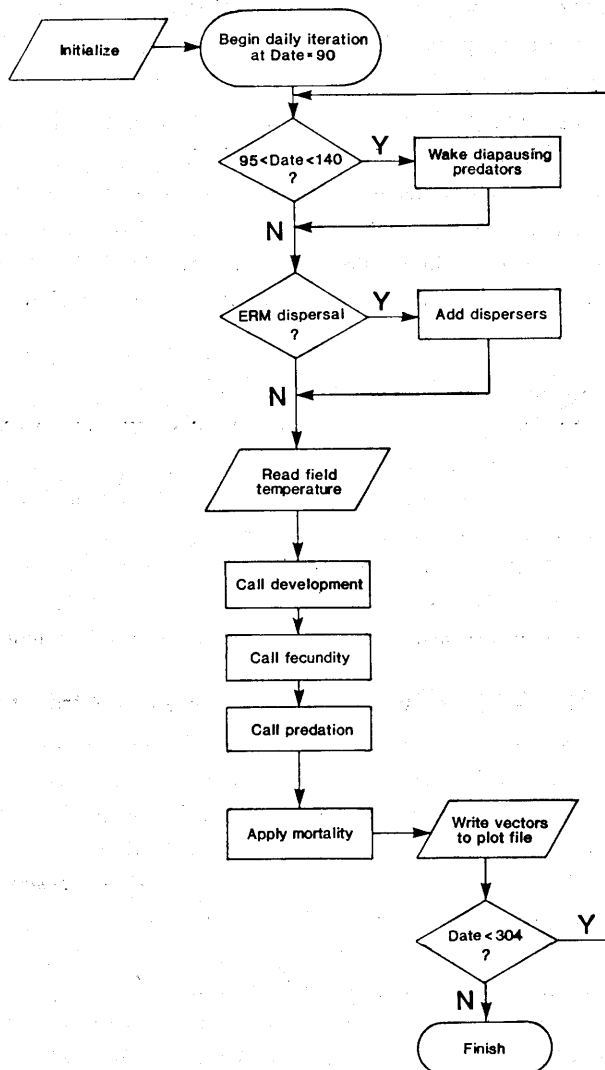 Initialize
Begin daily iteration
at Date=90
95<Date<140
?
Y
Wake diapausing
predators
N
ERM dispersal
?
Y
Add dispersers
N
Read field
temperature
Call development
Call fecundity
Call predation
Apply mortality
Write vectors
to plot file
Date<304
?
Y
N
Finish